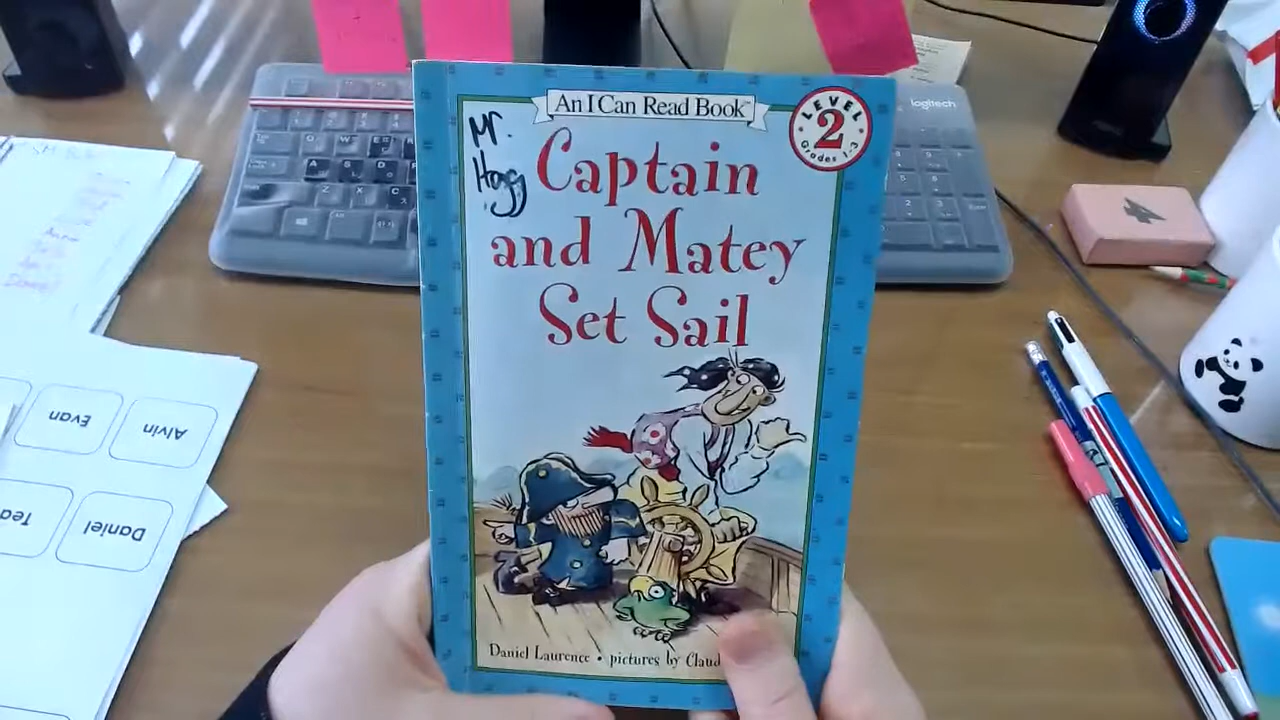 An I Can Read Book™
LEVEL
2
Grades 1-3
Mr.
Hogg
Captain
and Matey
Set Sail
Daniel Laurence • pictures by Claud
logitech
Evan
Alvin
Tea
Daniel